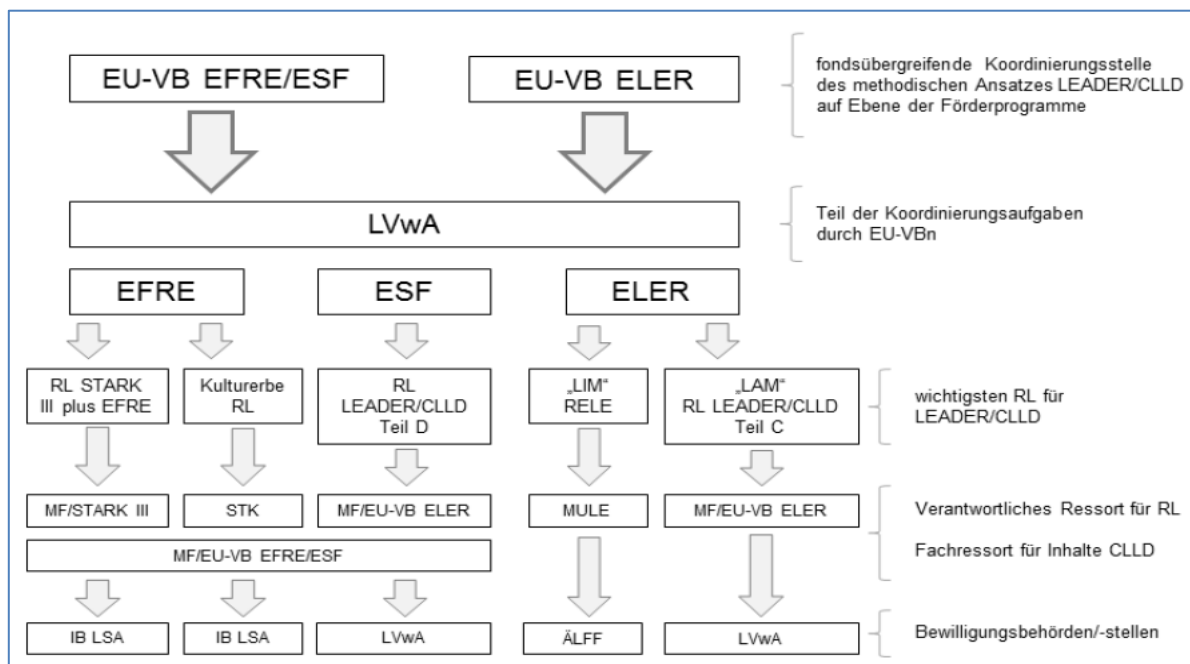 EU-VB EFRE/ESF
EU-VB ELER
fondsübergreifende Koordinierungsstelle
des methodischen Ansatzes LEADER/CLLD
auf Ebene der Förderprogramme
LVwA
Teil der Koordinierungsaufgaben
durch EU-VBn
EFRE
ESF
ELER
RL STARK
III plus EFRE
Kulturerbe
RL
RL
LEADER/CLLD
Teil D
„LIM“
RELE
„LAM“
RL LEADER/CLLD
Teil C
wichtigsten RL für
LEADER/CLLD
MF/STARK III
STK
MF/EU-VB ELER
MULE
MF/EU-VB ELER
Verantwortliches Ressort für RL
MF/EU-VB EFRE/ESF
Fachressort für Inhalte CLLD
IB LSA
IB LSA
LVwA
ÄLFF
LVwA
Bewilligungsbehörden/-stellen